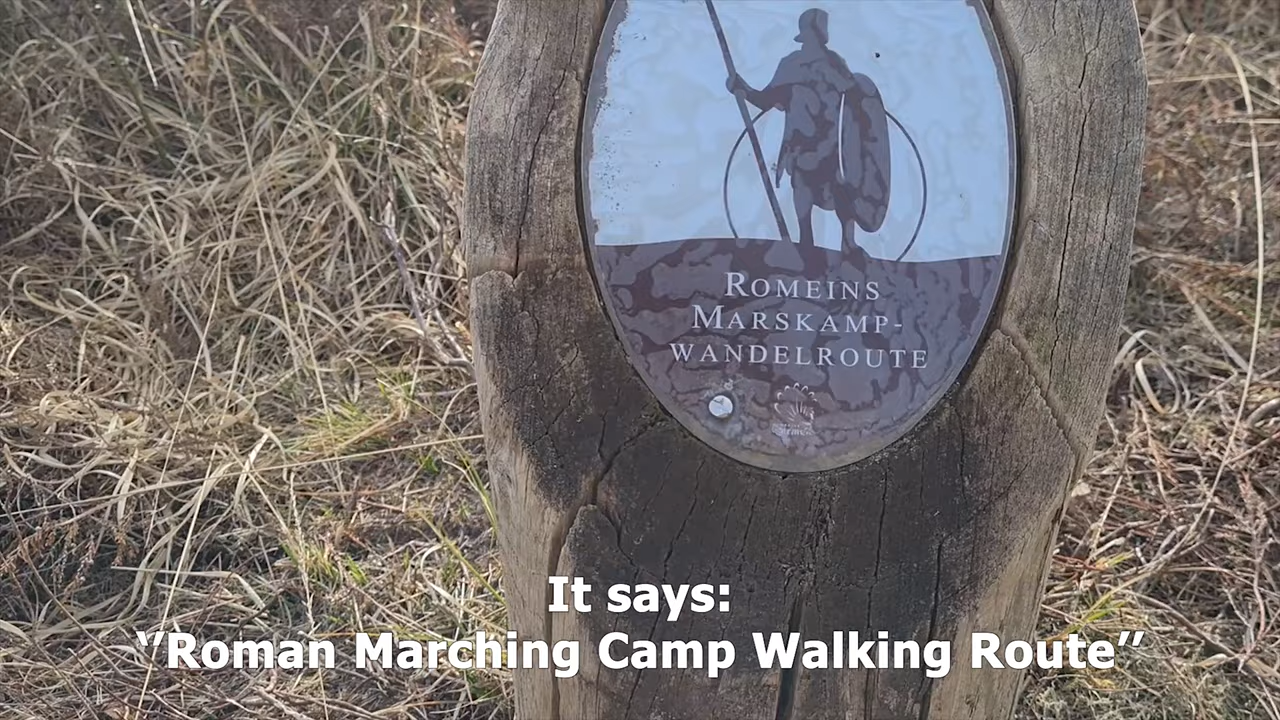 ROMEINS
MARSKAMP-
WANDELROUTE
It says:
“Roman Marching Camp Walking Route”